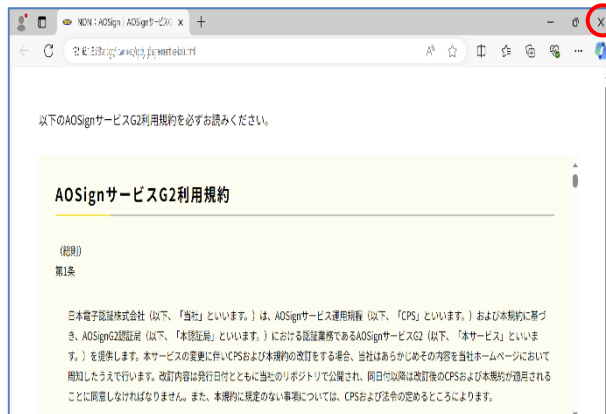 NDN：AOSign｜AOSignサービスG
以下のAOSignサービスG2利用規約を必ずお読みください。
AOSignサービスG2利用規約
（総則）
第1条
日本電子認証株式会社（以下、「当社」といいます。）は、AOSignサービス運用規程（以下、「CPS」といいます。）および本規約に基づ
き、AOSignG2認証局（以下、「本認証局」といいます。）における認証業務であるAOSignサービスG2（以下、「本サービス」といいま
す。）を提供します。本サービスの変更に伴いCPSおよび本規約の改訂をする場合、当社はあらかじめその内容を当社ホームページにおいて
周知したうえで行います。改訂内容は発行日付とともに当社のリポジトリで公開され、同日付以降は改訂後のCPSおよび本規約が適用される
ことに同意しなければなりません。また、本規約に規定のない事項については、CPSおよび法令の定めるところによります。